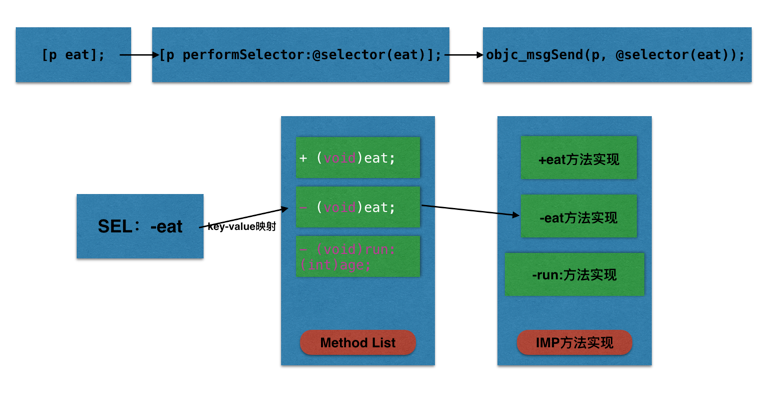 [p eat];
[p performSelector:@selector(eat)];
objc_msgSend(p, @selector(eat));
+ (void)eat;
+eat方法实现
SEL：-eat
key-value映射
- (void)eat;
-eat方法实现
- (void)run:
(int)age;
-run:方法实现
Method List
IMP方法实现